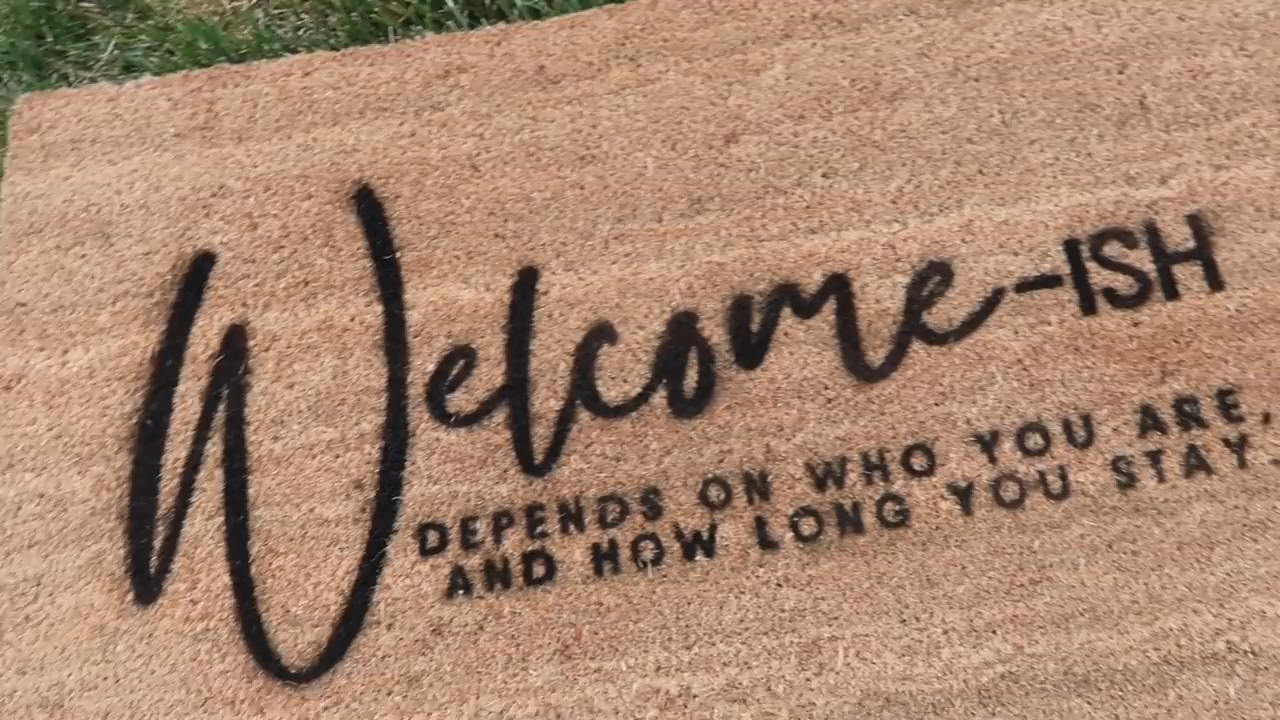 Welcome-ISH
DEPENDS ON WHO YOU ARE,
AND HOW LONG YOU STAY.